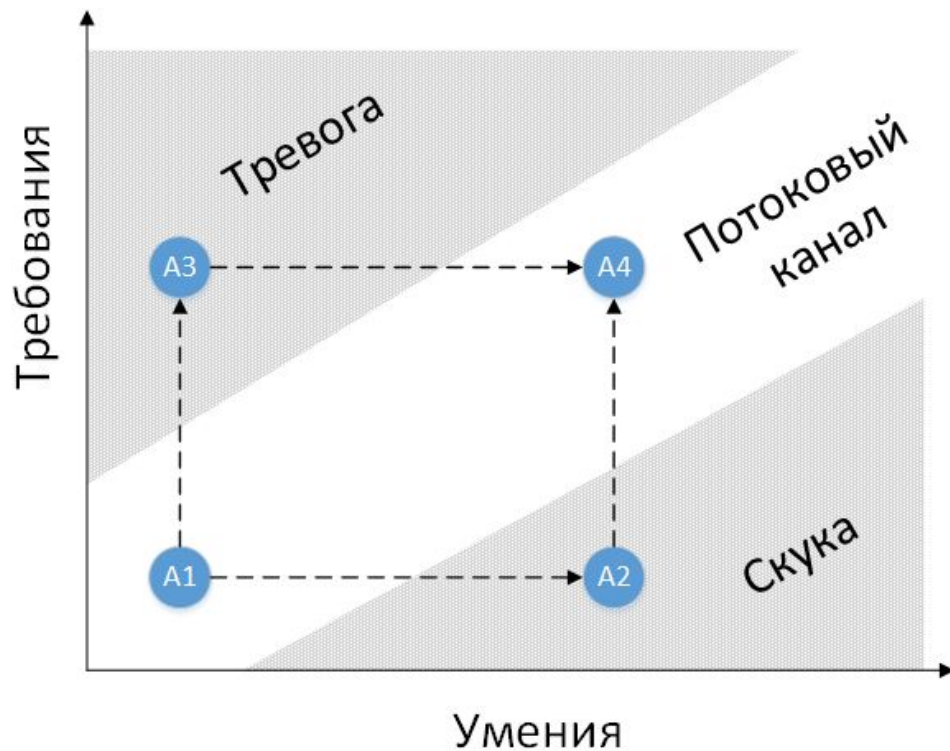 Тревога
Потоковый
канал
Требования
A3
A4
A1
A2
Скука
Умения